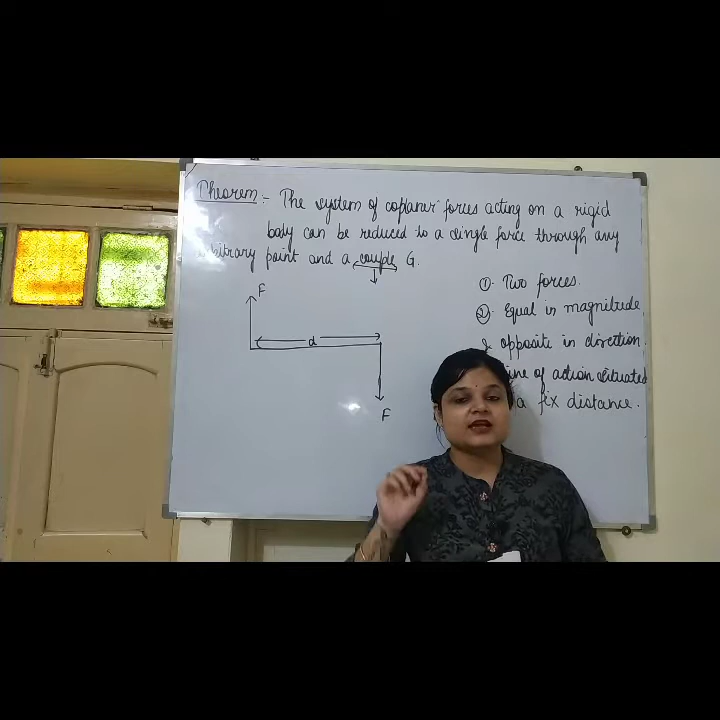 Theorem :- The system of coplaner forces acting on a rigid
body can be reduced to a single force through any
arbitrary point and a couple G.
① Two forces.
② Equal in magnitude
& opposite in direction.
line of action situated
a fix distance.
F
d
F